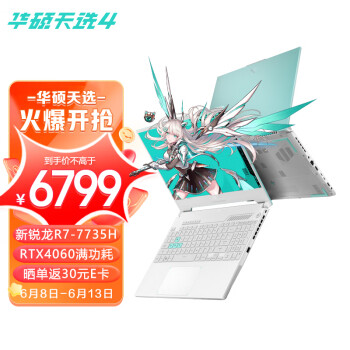 华硕天选4
华硕天选
火爆开抢
到手价不高于
¥6799
新锐龙R7-7735H
RTX4060满功耗
晒单返30元E卡
6月8日-6月13日